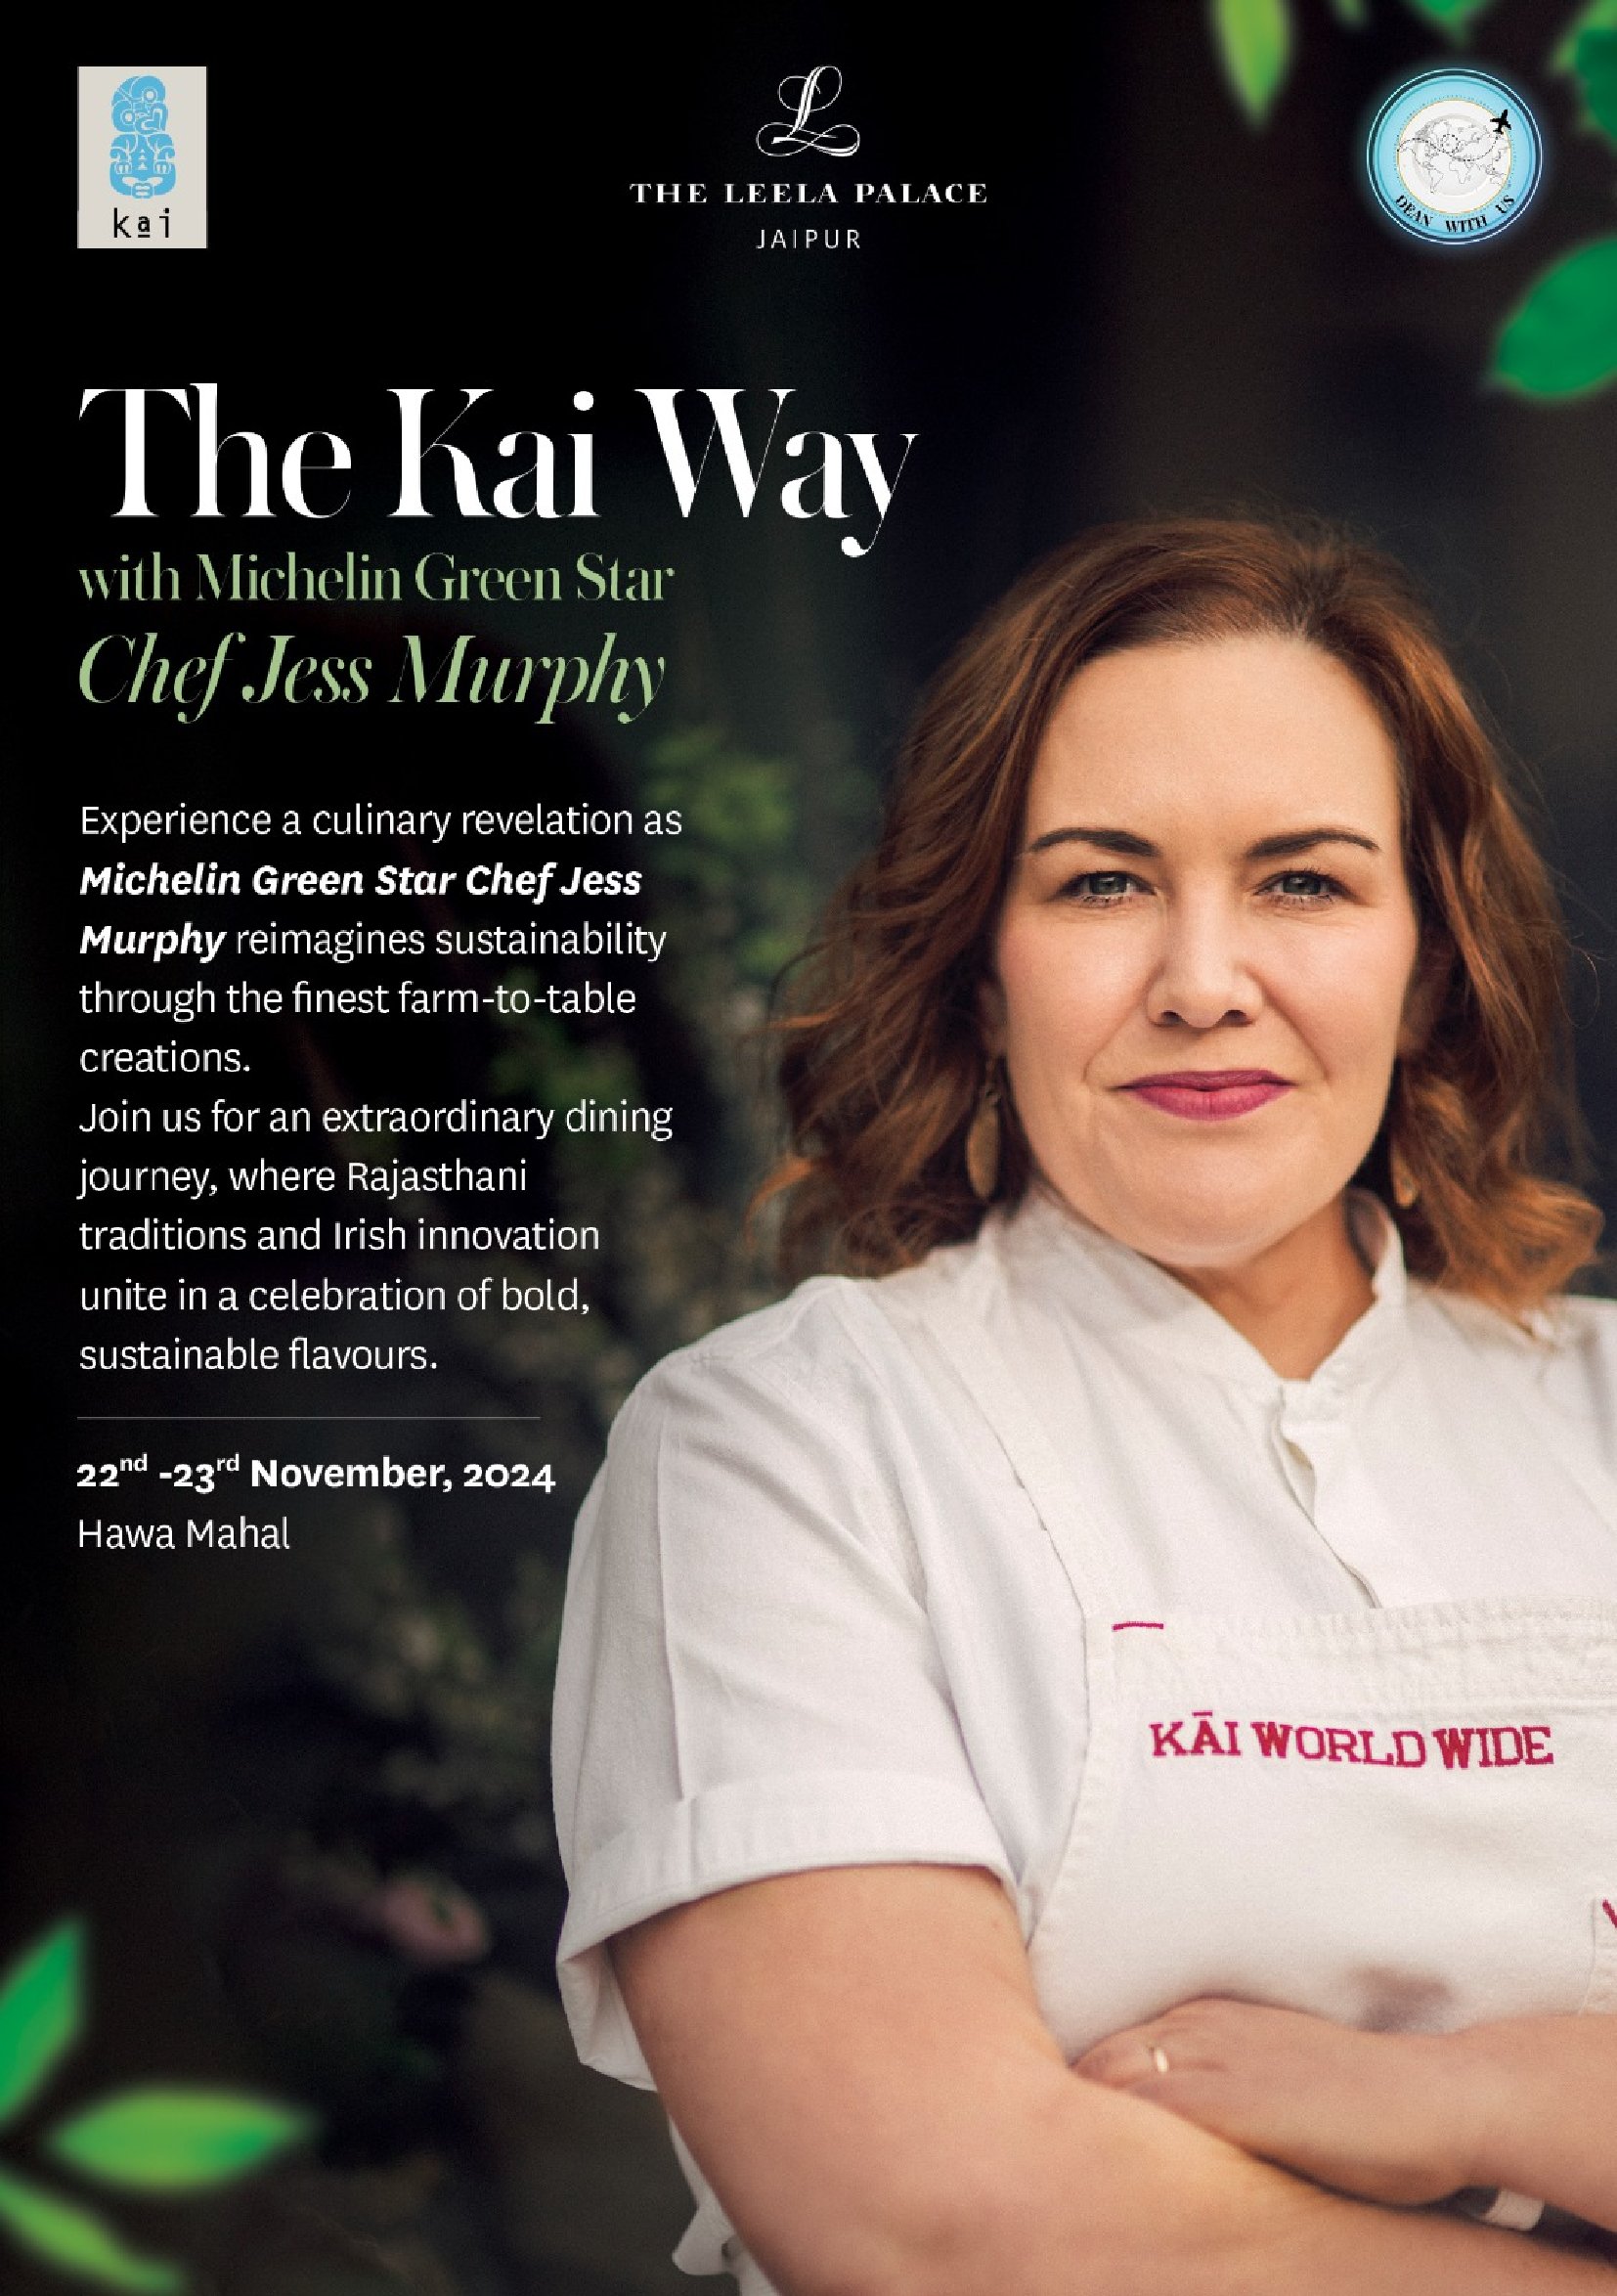 kai
THE LEELA PALACE
JAIPUR
DEAN WITH US
The Kai Way
with Michelin Green Star
Chef Jess Murphy
Experience a culinary revelation as
Michelin Green Star Chef Jess
Murphy reimagines sustainability
through the finest farm-to-table
creations.
Join us for an extraordinary dining
journey, where Rajasthani
traditions and Irish innovation
unite in a celebration of bold,
sustainable flavours.
22nd -23rd November, 2024
Hawa Mahal
KĀI WORLD WIDE